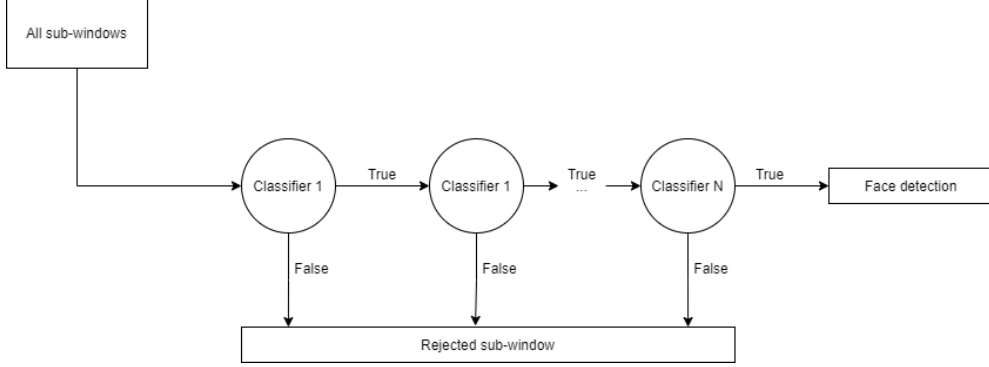 All sub-windows
Classifier 1
True
Classifier 1
True
...
Classifier N
True
Face detection
False
False
False
Rejected sub-window